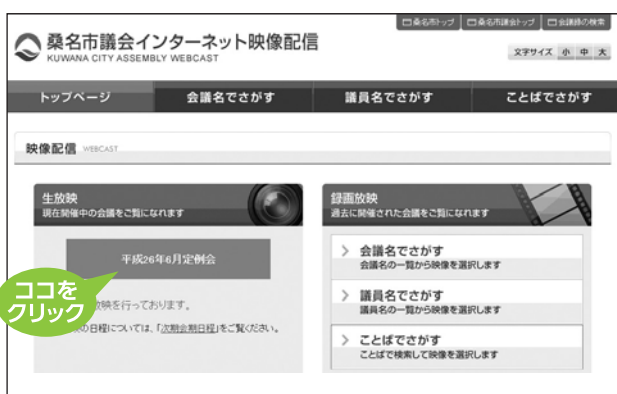 桑名市トップ 桑名市議会トップ 会議録の検索
桑名市議会インターネット映像配信
KUWANA CITY ASSEMBLY WEBCAST
文字サイズ 小 中 大
トップページ 会議名でさがす 議員名でさがす ことばでさがす
映像配信 WEBCAST
生放映
現在開催中の会議をご覧になれます
平成26年6月定例会
ココを
クリック
放映を行っております。
の日程については、「次期会期日程」をご覧ください。
録画放映
過去に開催された会議をご覧になれます
会議名でさがす
会議名の一覧から映像を選択します
議員名でさがす
議員名の一覧から映像を選択します
ことばでさがす
ことばで検索して映像を選択します